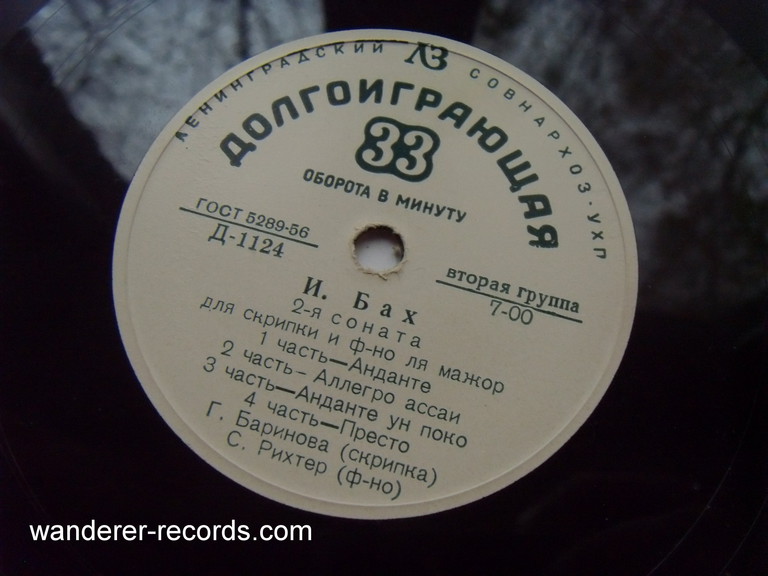 ЛЕНИНГРАДСКИЙ ЛЗ СОВНАРХОЗ-УХП
ДОЛГОИГРАЮЩАЯ
33
ОБОРОТА В МИНУТУ
ГОСТ 5289-56
Д-1124
вторая группа
7-00
И. Бах
2-я соната
для скрипки и ф-но ля мажор
1 часть—Анданте
2 часть–Аллегро ассаи
3 часть—Анданте ун поко
4 часть—Престо
Г. Баринова (скрипка)
С. Рихтер (ф-но)
wanderer-records.com